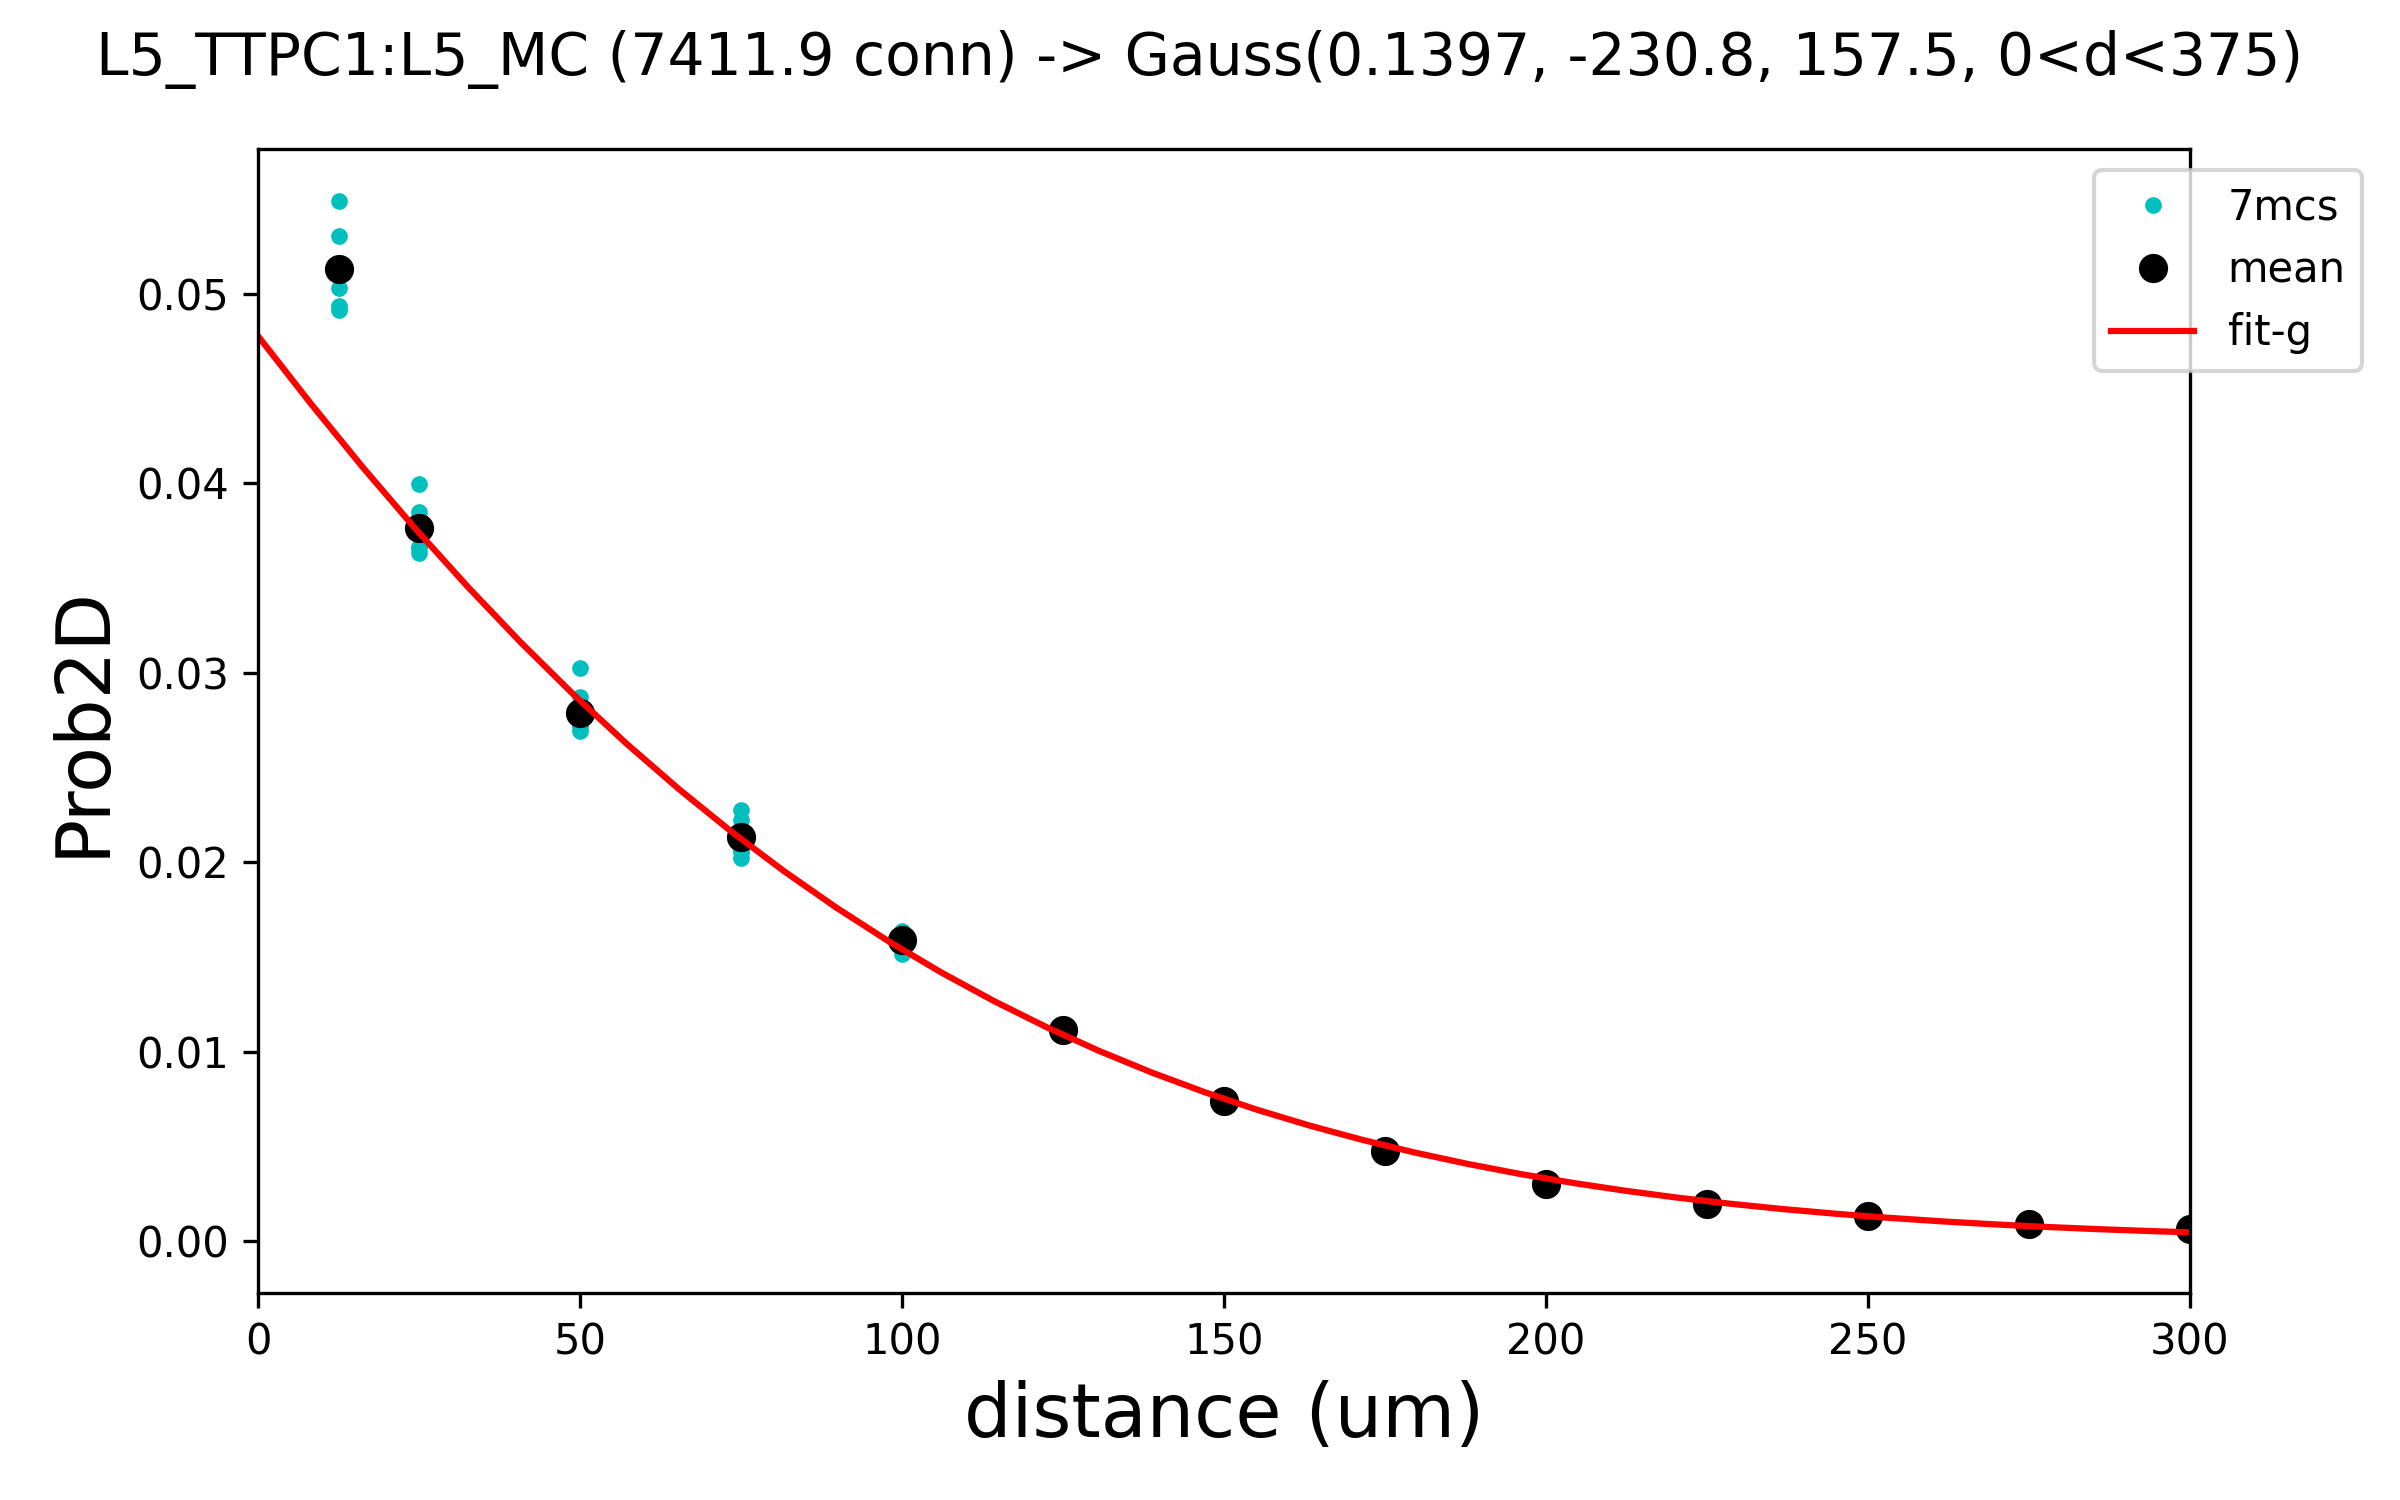 L5_TTPC1:L5_MC (7411.9 conn) -> Gauss(0.1397, -230.8, 157.5, 0<d<375)
7mcs
mean
fit-g
Prob2D
0.05
0.04
0.03
0.02
0.01
0.00
0 50 100 150 200 250 300
distance (um)